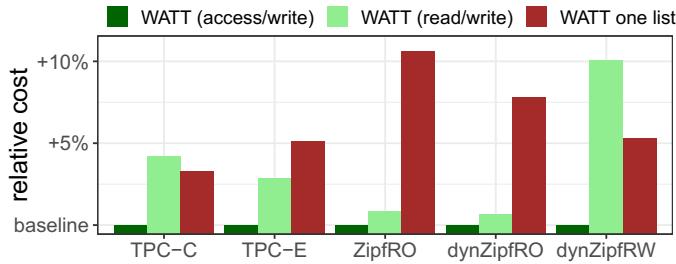 WATT (access/write) WATT (read/write) WATT one list
relative cost
+10%
+5%
baseline
TPC−C TPC−E ZipfRO dynZipfRO dynZipfRW